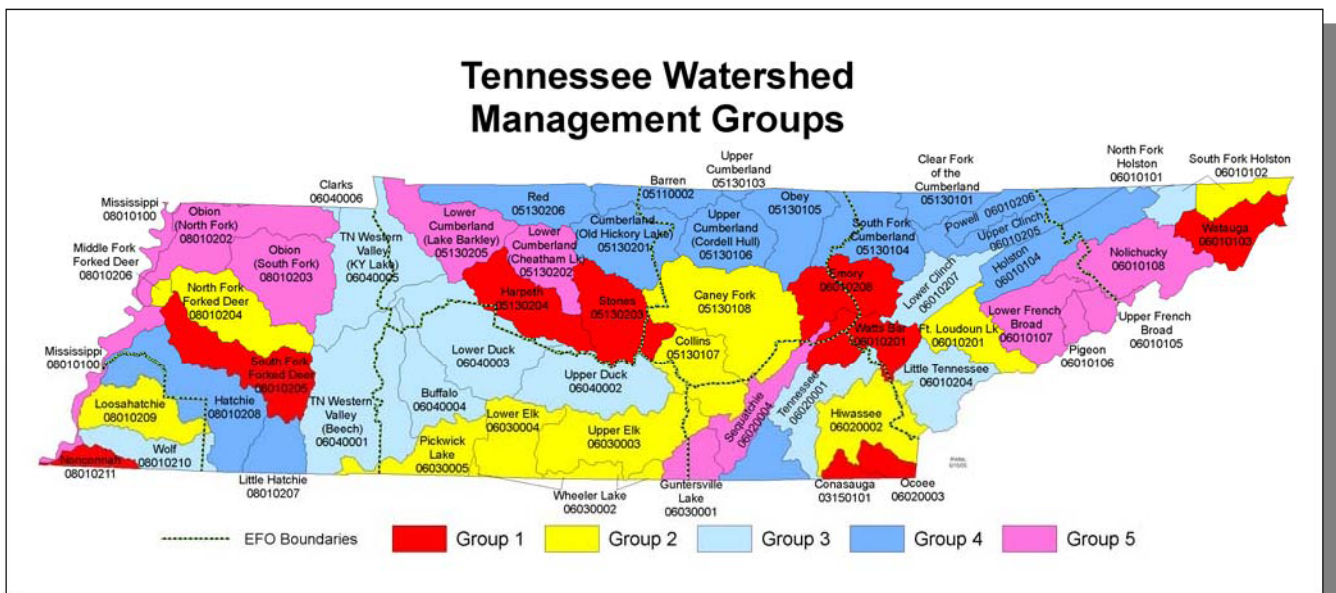 Tennessee Watershed
Management Groups
Mississippi
08010100
Obion
(North Fork)
08010202
Middle Fork
Forked Deer
08010206
Obion
(South Fork)
08010203
North Fork
Forked Deer
08010204
Mississippi
08010100
South Fork
Forked Deer
08010205
Loosahatchie
08010209
Hatchie
08010208
Wolf
08010210
Nonconnah
08010211
Little Hatchie
08010207
Clarks
06040006
TN Western
Valley
(KY Lake)
06040005
TN Western
Valley
(Beech)
06040001
Lower
Cumberland
(Lake Barkley)
05130205
Red
05130206
Lower
Cumberland
(Cheatham Lk)
05130202
Harpeth
05130204
Stones
05130203
Cumberland
(Old Hickory Lake)
05130201
Barren
05110002
Upper
Cumberland
05130103
Upper
Cumberland
(Cordell Hull)
05130106
Obey
05130105
Caney Fork
05130108
Collins
05130107
Lower Duck
06040003
Upper Duck
06040002
Buffalo
06040004
Lower Elk
06030004
Upper Elk
06030003
Pickwick
Lake
06030005
Wheeler Lake
06030002
Guntersville
Lake
06030001
Sequatchie
06020004
Tennessee
06020001
Clear Fork
of the
Cumberland
05130101
South Fork
Cumberland
05130104
Powell 06010206
Upper Clinch
06010205
Holston
06010104
Emory
06010208
Lower Clinch
06010207
Watts Bar
06010201
Ft. Loudoun Lk
06010201
Little Tennessee
06010204
Hiwassee
06020002
Conasauga
03150101
Ocoee
06020003
North Fork
Holston
06010101
South Fork Holston
06010102
Watauga
06010103
Nolichucky
06010108
Lower French
Broad
06010107
Upper French
Broad
06010105
Pigeon
06010106
EFO Boundaries
Group 1
Group 2
Group 3
Group 4
Group 5